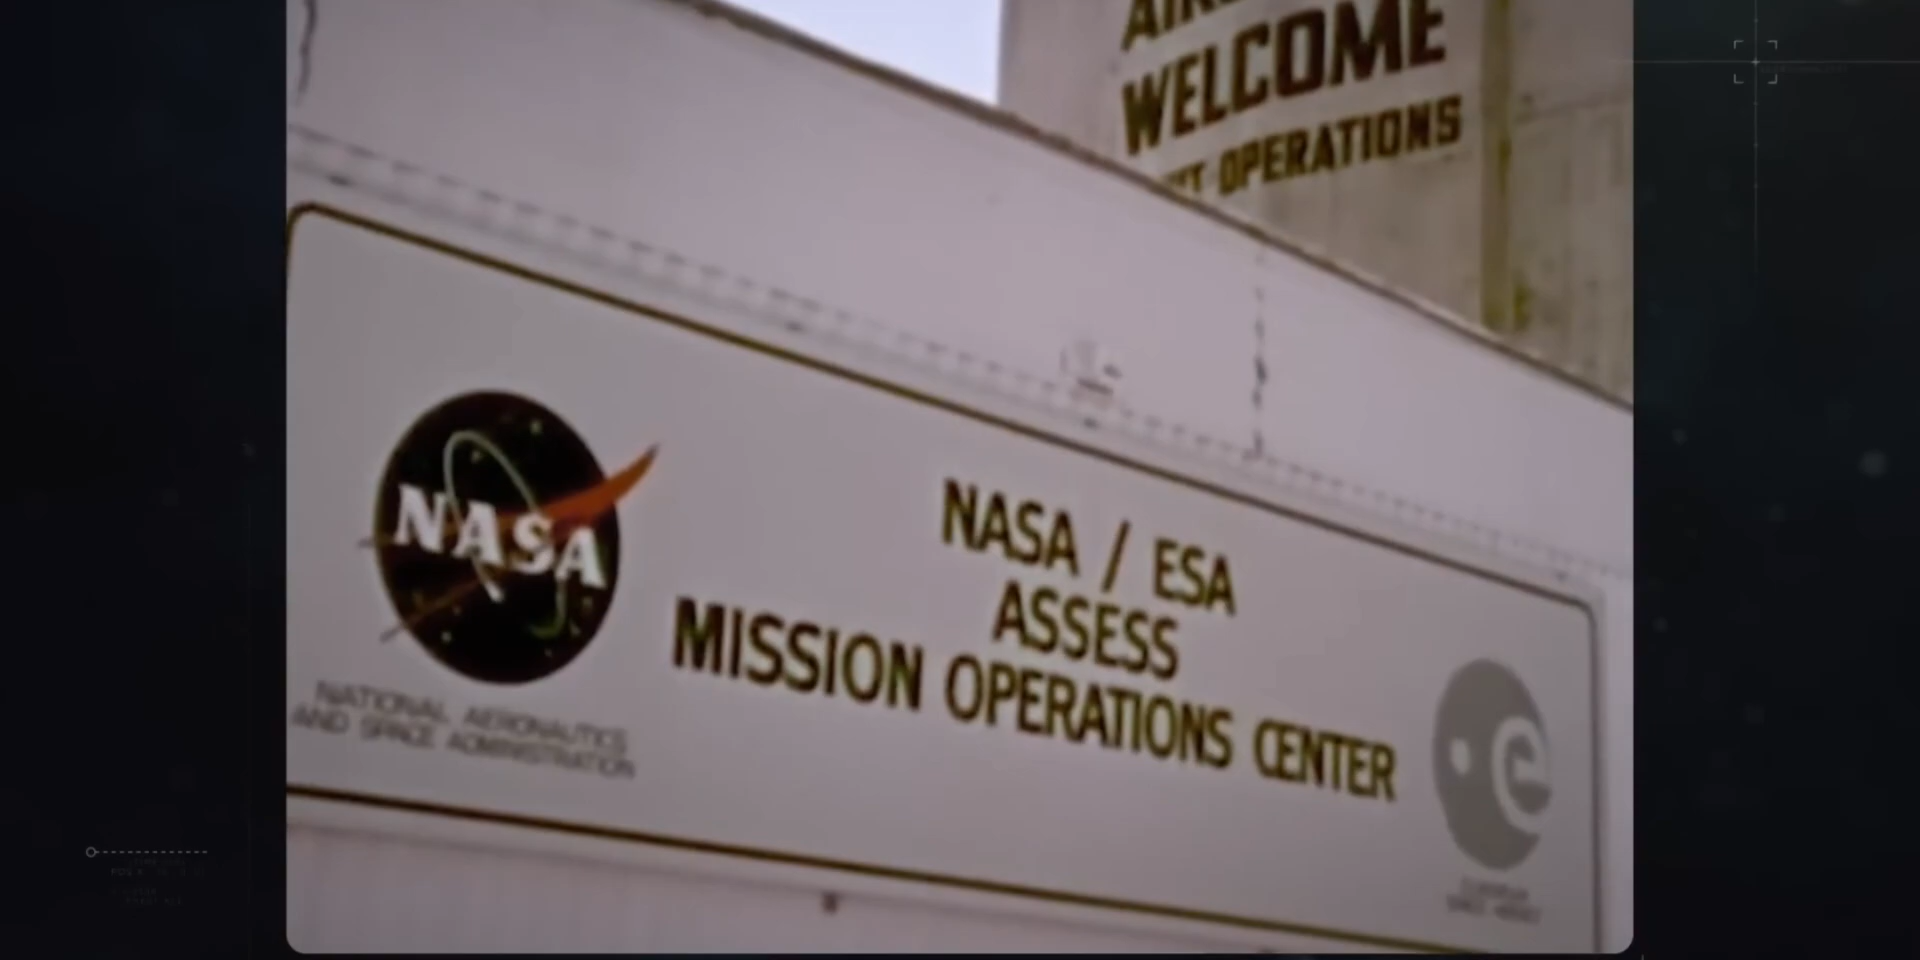 WELCOME
OPERATIONS
NASA
NATIONAL AERONAUTICS
AND SPACE ADMINISTRATION
NASA / ESA
ASSESS
MISSION OPERATIONS CENTER
e